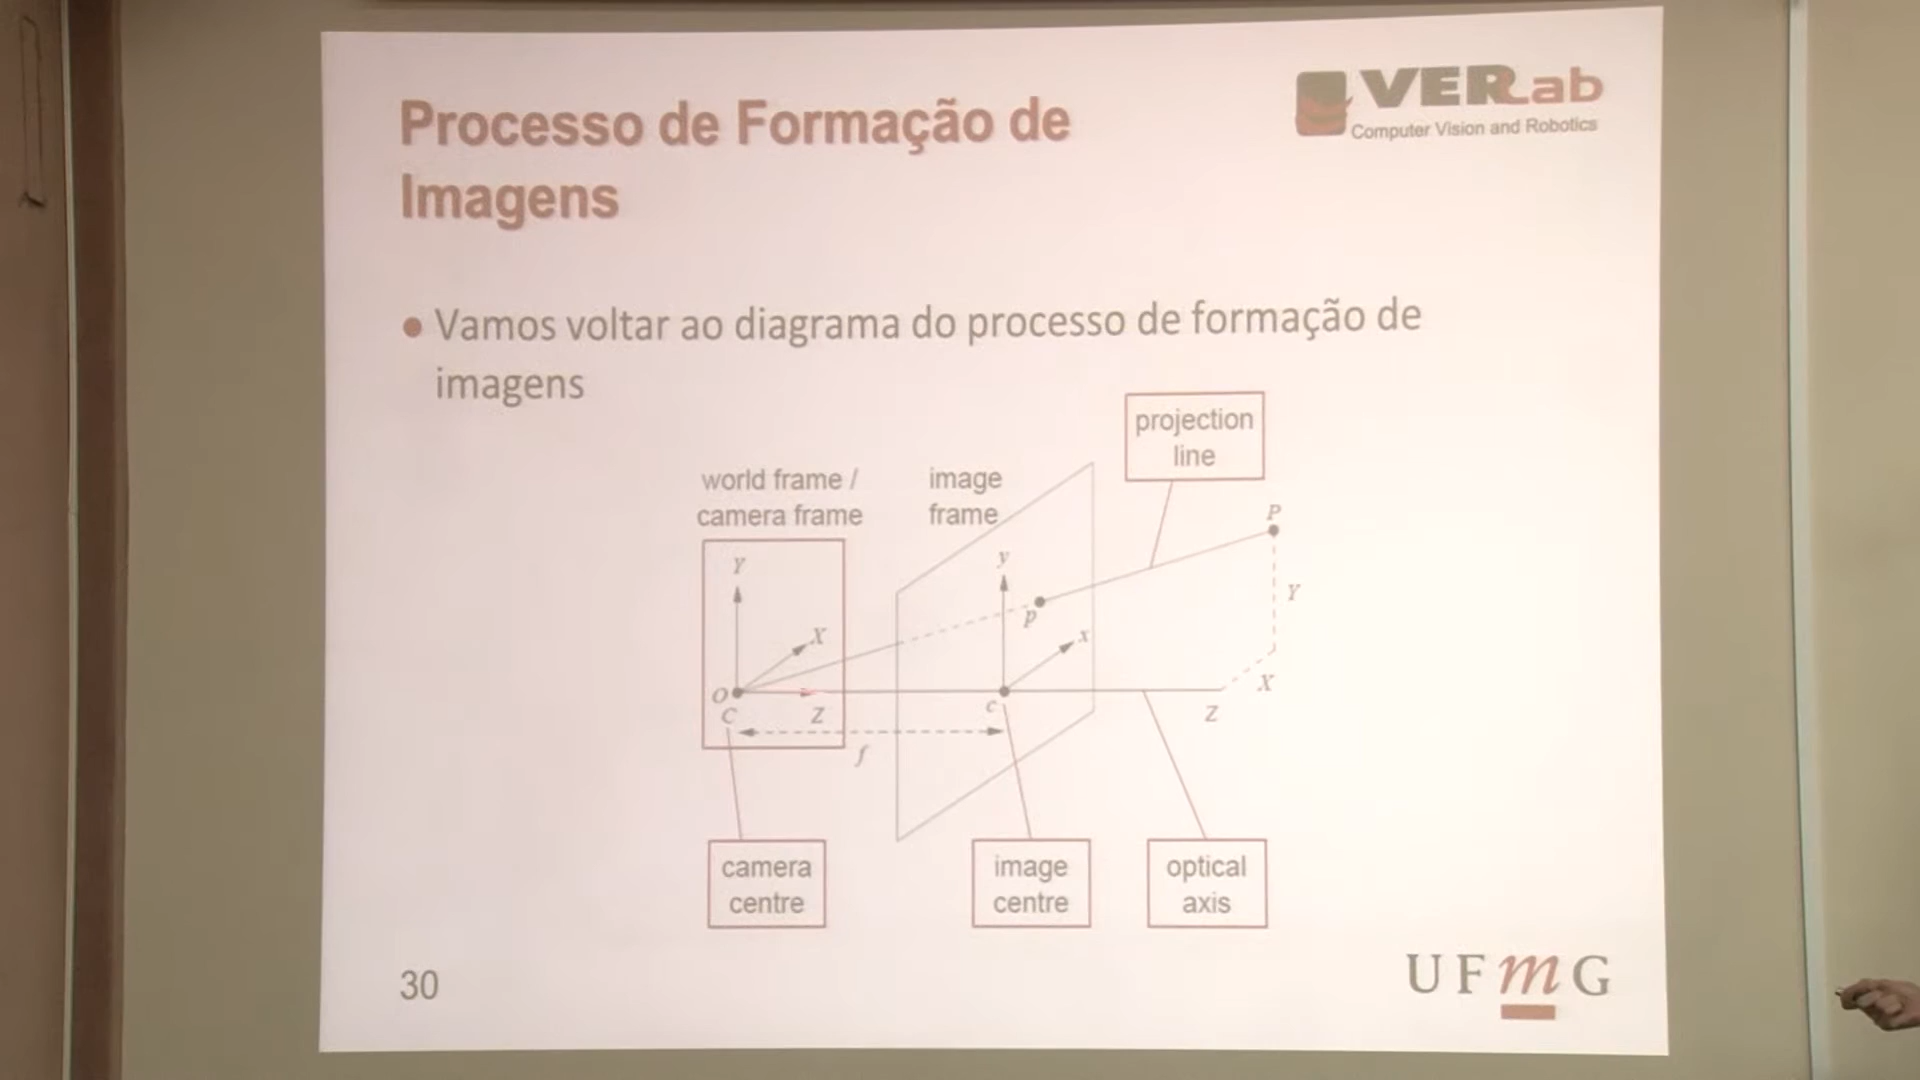 Processo de Formação de
Imagens
VERLab
Computer Vision and Robotics
● Vamos voltar ao diagrama do processo de formação de
imagens
projection
line
world frame /
camera frame
image
frame
P
Y
y
Y
X
p
x
O
C
Z
c
Z
X
f
camera
centre
image
centre
optical
axis
30
UFmG